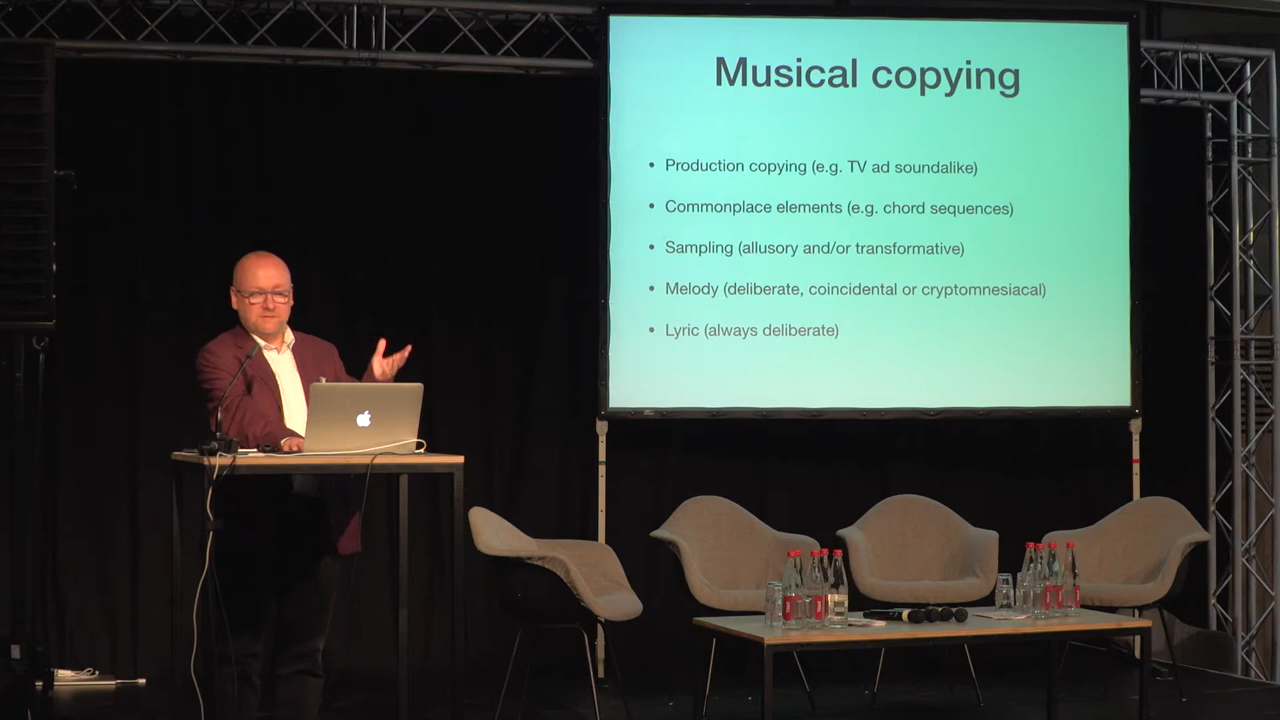 Musical copying
• Production copying (e.g. TV ad soundalike)
• Commonplace elements (e.g. chord sequences)
• Sampling (allusory and/or transformative)
• Melody (deliberate, coincidental or cryptomnesiacal)
• Lyric (always deliberate)